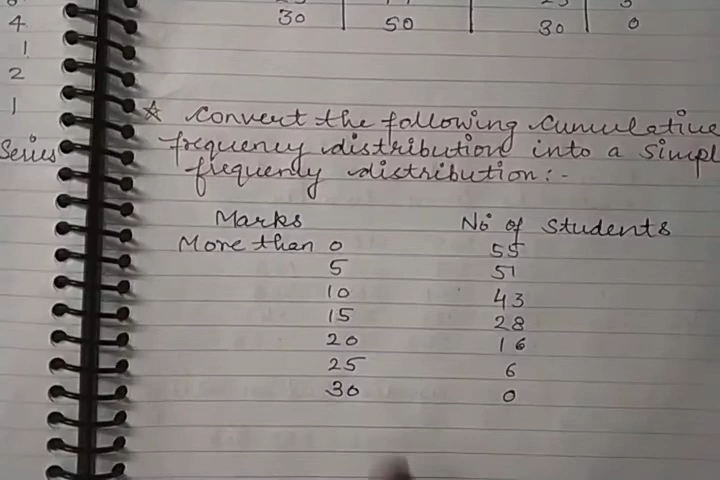 4
1
2
1
Series
30 50 30 0
☆ Convert the following cumulative
frequency distribution into a simpl
frequency distribution:-
Marks No of students
More than 0 55
5 51
10 43
15 28
20 16
25 6
30 0